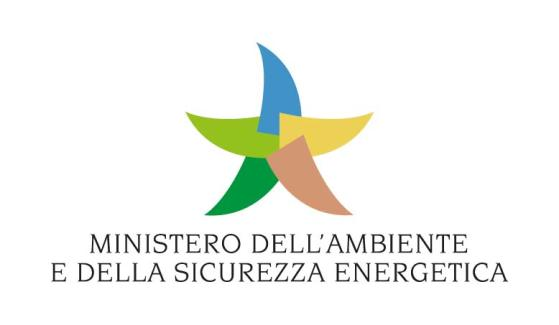 MINISTERO DELL'AMBIENTE
E DELLA SICUREZZA ENERGETICA